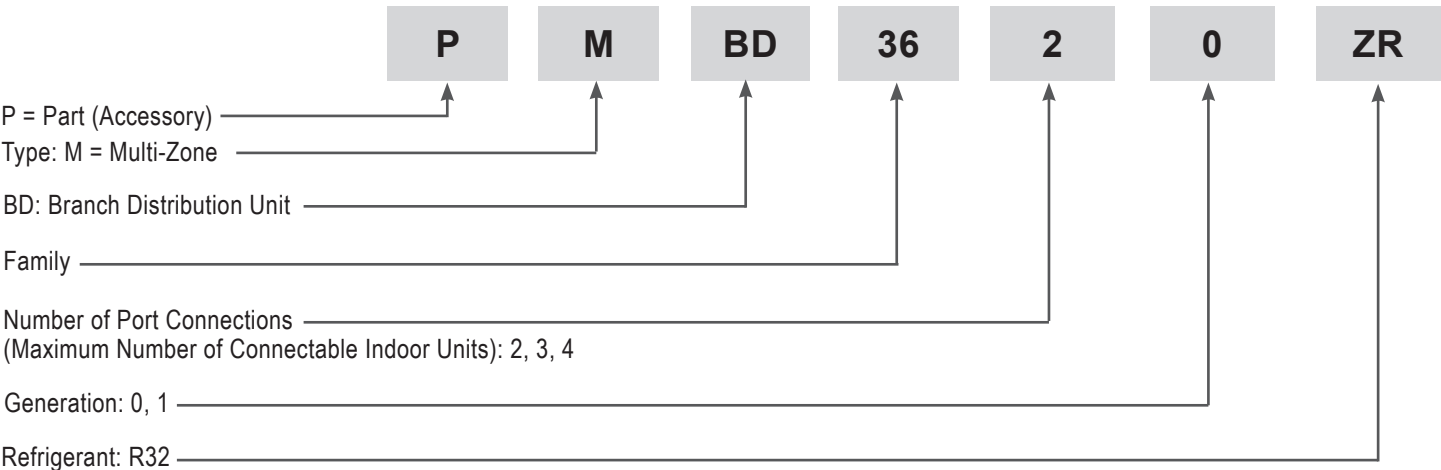 P M BD 36 2 0 ZR
P = Part (Accessory)
Type: M = Multi-Zone
BD: Branch Distribution Unit
Family
Number of Port Connections
(Maximum Number of Connectable Indoor Units): 2, 3, 4
Generation: 0, 1
Refrigerant: R32